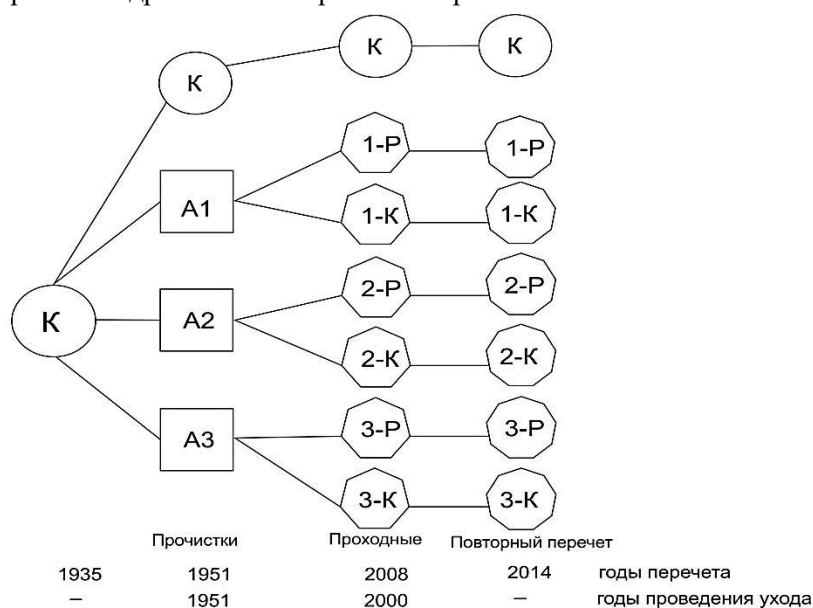 К К
К
1-Р 1-Р
А1
1-К 1-К
2-Р 2-Р
К А2
2-К 2-К
3-Р 3-Р
А3
3-К 3-К
Прочистки Проходные Повторный перечет
1935 1951 2008 2014 годы перечета
– 1951 2000 – годы проведения ухода